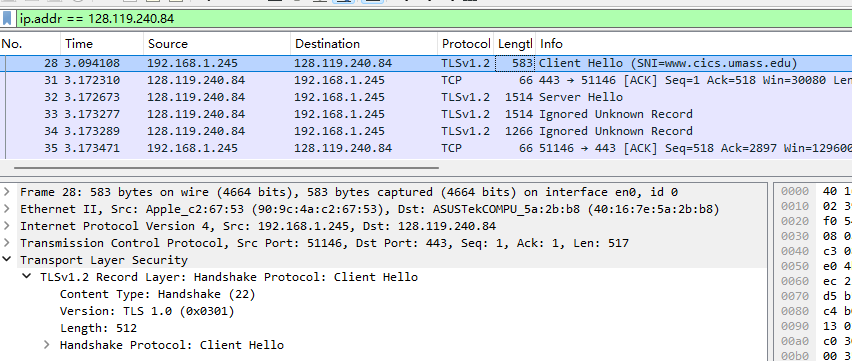 ip.addr == 128.119.240.84
No. Time Source Destination Protocol Lengtl Info
28 3.094108 192.168.1.245 128.119.240.84 TLSv1.2 583 Client Hello (SNI=www.cics.umass.edu)
31 3.172310 128.119.240.84 192.168.1.245 TCP 66 443 → 51146 [ACK] Seq=1 Ack=518 Win=30080 Len
32 3.172673 128.119.240.84 192.168.1.245 TLSv1.2 1514 Server Hello
33 3.173277 128.119.240.84 192.168.1.245 TLSv1.2 1514 Ignored Unknown Record
34 3.173289 128.119.240.84 192.168.1.245 TLSv1.2 1266 Ignored Unknown Record
35 3.173471 192.168.1.245 128.119.240.84 TCP 66 51146 → 443 [ACK] Seq=518 Ack=2897 Win=129600
Frame 28: 583 bytes on wire (4664 bits), 583 bytes captured (4664 bits) on interface en0, id 0
Ethernet II, Src: Apple_c2:67:53 (90:9c:4a:c2:67:53), Dst: ASUSTekCOMPU_5a:2b:b8 (40:16:7e:5a:2b:b8)
Internet Protocol Version 4, Src: 192.168.1.245, Dst: 128.119.240.84
Transmission Control Protocol, Src Port: 51146, Dst Port: 443, Seq: 1, Ack: 1, Len: 517
Transport Layer Security
TLSv1.2 Record Layer: Handshake Protocol: Client Hello
Content Type: Handshake (22)
Version: TLS 1.0 (0x0301)
Length: 512
Handshake Protocol: Client Hello
0000 40 1
0010 02 3
0020 f0 5
0030 08 0
0040 c3 0
0050 e0 4
0060 ec 2
0070 d5 b
0080 c4 b
0090 13 0
00a0 c0 3
00b0 00 3